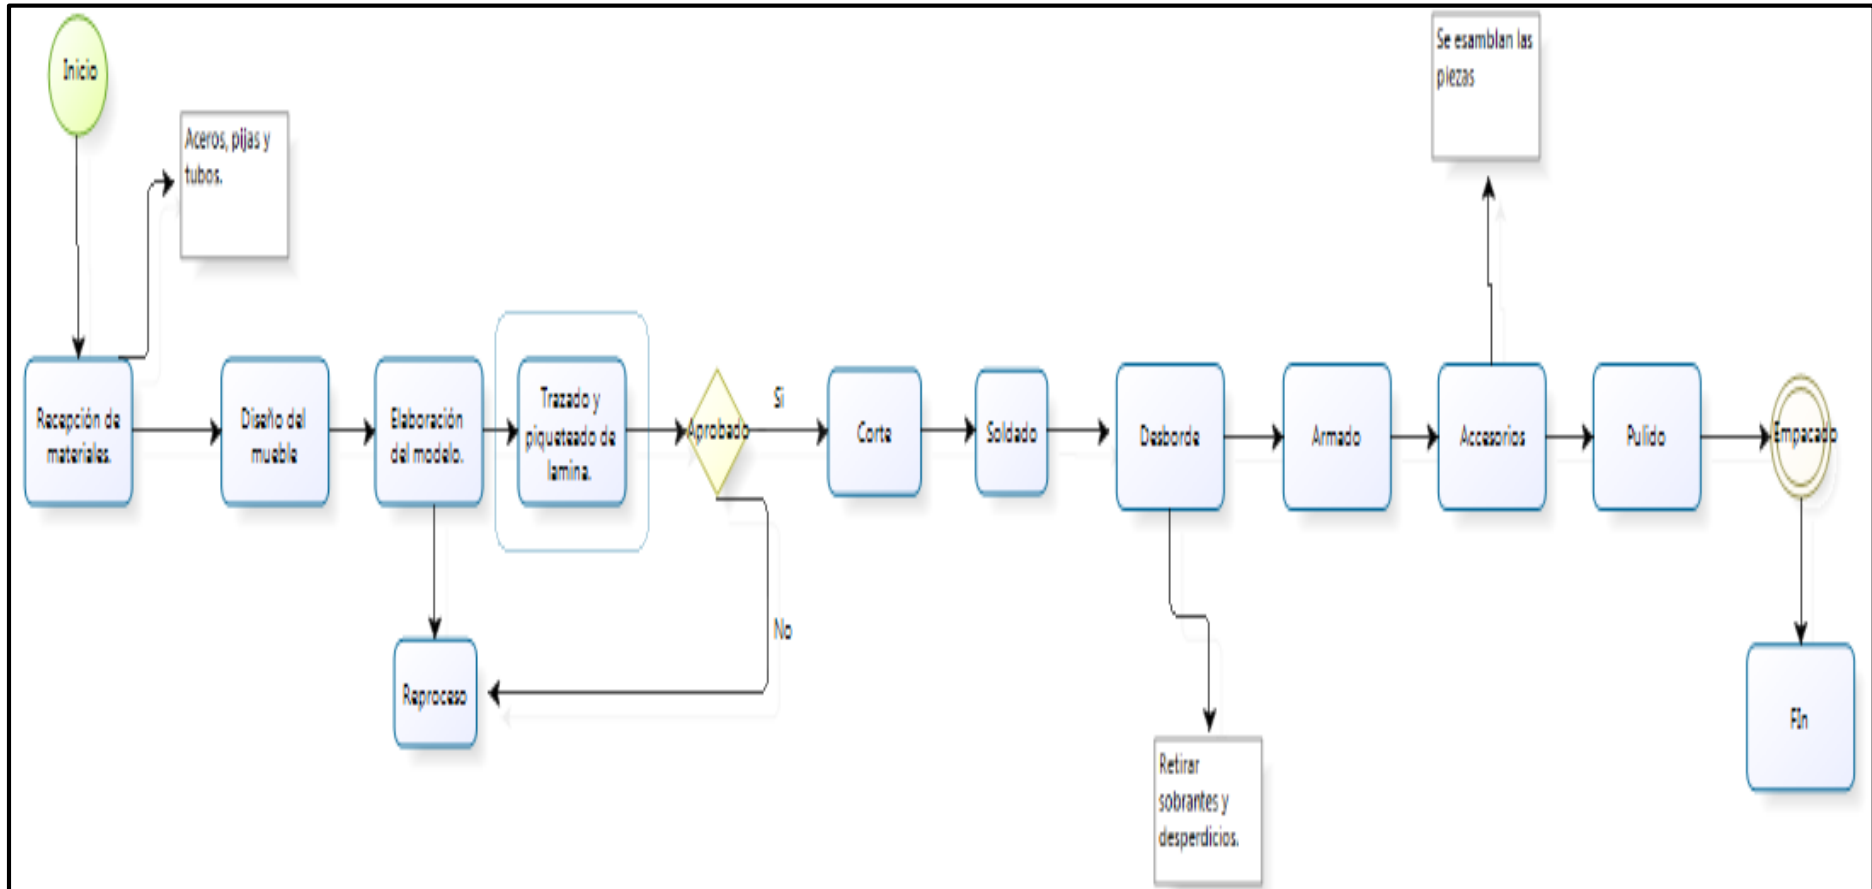 Inicio
Aceros, pijas y
tubos.
Se esamblan las
piezas
Recepción de
materiales.
Diseño del
mueble
Elaboración
del modelo.
Trazado y
piqueteado de
lamina.
Aprobado
Si
Corte
Soldado
Desborde
Armado
Accesorios
Pulido
Empacado
No
Reproceso
Retirar
sobrantes y
desperdicios.
FIn